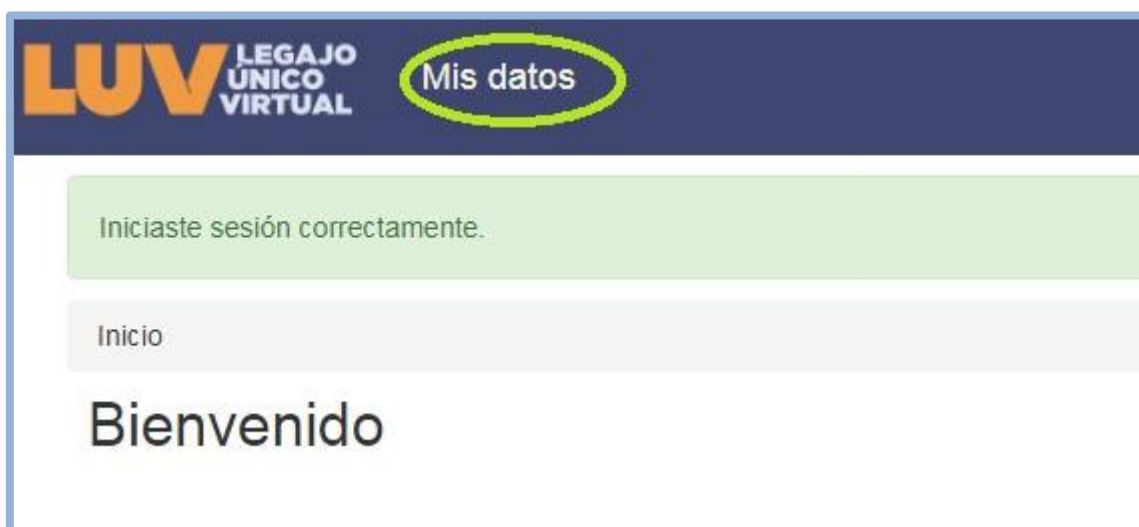 LUV LEGAJO
ÚNICO
VIRTUAL
Mis datos
Iniciaste sesión correctamente.
Inicio
Bienvenido